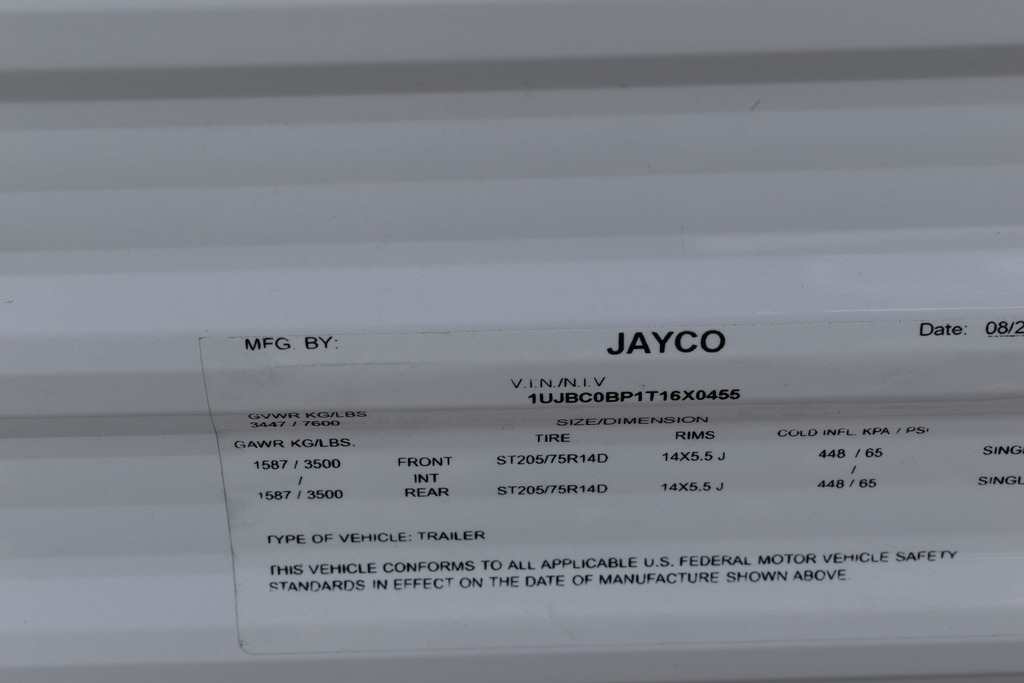 MFG. BY: JAYCO Date: 08/2
V.I.N./N.I.V
1UJBC0BP1T16X0455
GVWR KG/LBS
3447 / 7600 SIZE/DIMENSION
GAWR KG/LBS. TIRE RIMS COLD INFL. KPA / PSI
1587 / 3500 FRONT ST205/75R14D 14X5.5 J 448 / 65 SINGL
/ INT /
1587 / 3500 REAR ST205/75R14D 14X5.5 J 448 / 65 SINGL
TYPE OF VEHICLE: TRAILER
THIS VEHICLE CONFORMS TO ALL APPLICABLE U.S. FEDERAL MOTOR VEHICLE SAFETY
STANDARDS IN EFFECT ON THE DATE OF MANUFACTURE SHOWN ABOVE.